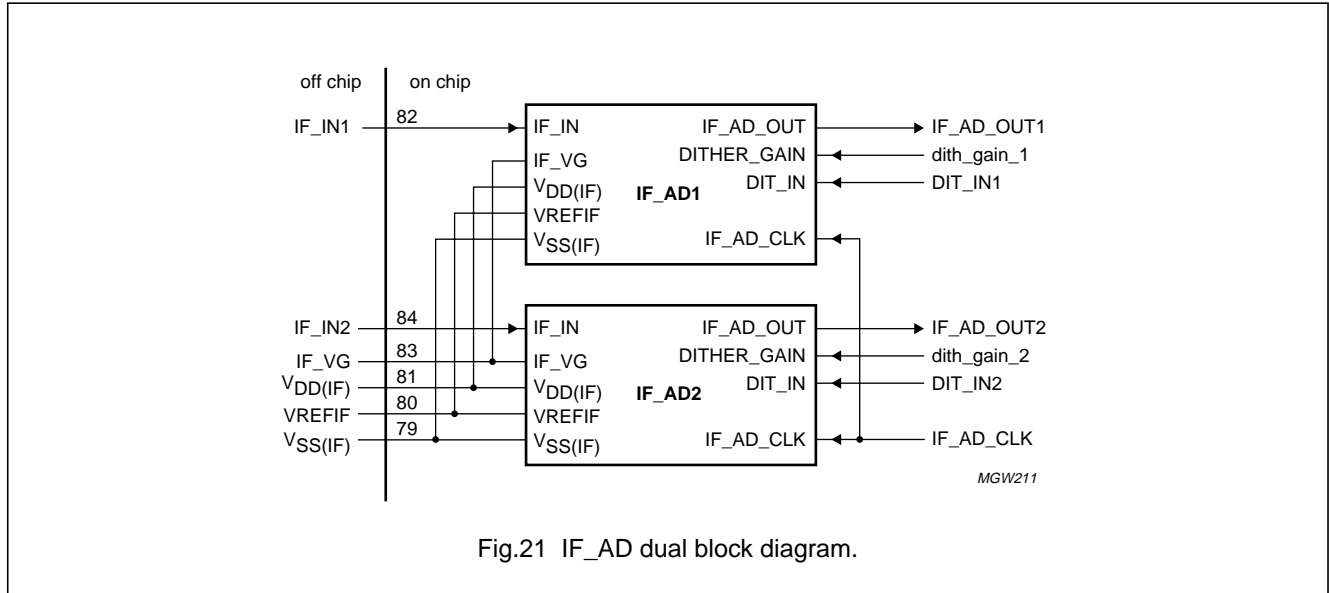 off chip on chip
IF_IN1 82 IF_IN IF_AD_OUT IF_AD_OUT1
IF_VG DITHER_GAIN dith_gain_1
VDD(IF) IF_AD1 DIT_IN DIT_IN1
VREFIF
VSS(IF) IF_AD_CLK
IF_IN2 84 IF_IN IF_AD_OUT IF_AD_OUT2
IF_VG 83 IF_VG DITHER_GAIN dith_gain_2
VDD(IF) 81 VDD(IF) IF_AD2 DIT_IN DIT_IN2
VREFIF 80 VREFIF
VSS(IF) 79 VSS(IF) IF_AD_CLK IF_AD_CLK
MGW211
Fig.21 IF_AD dual block diagram.